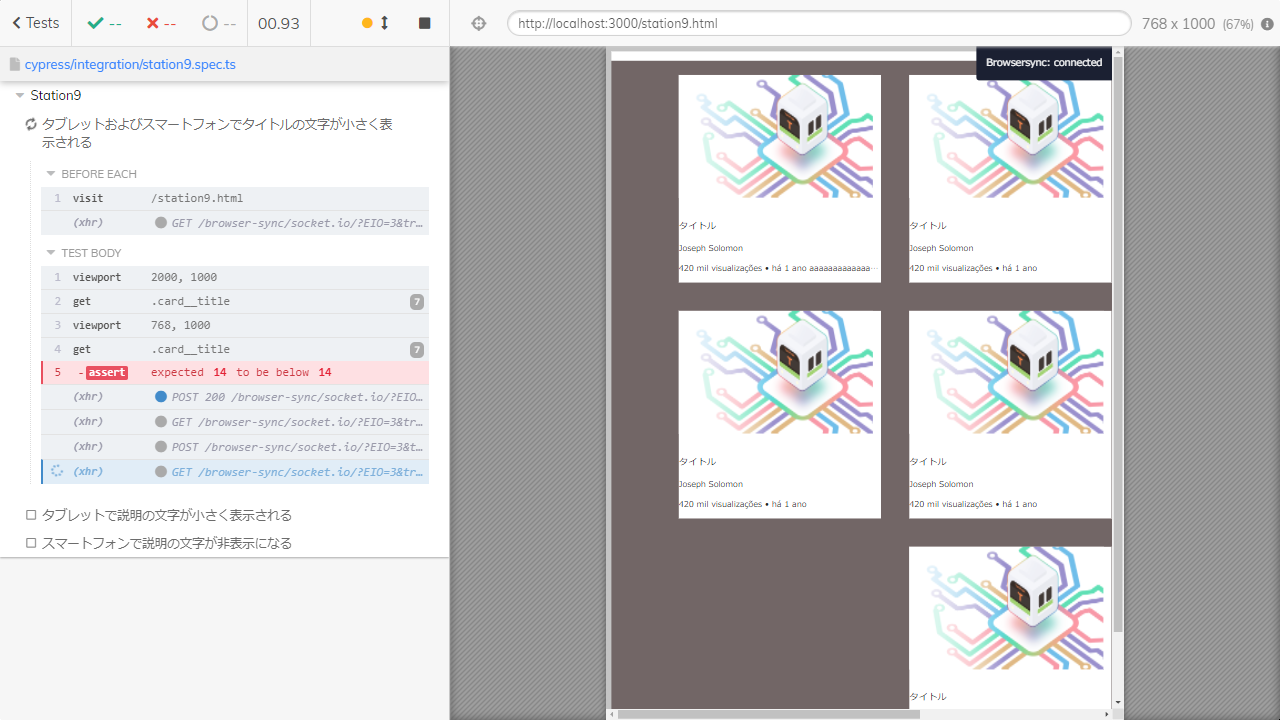 Tests
--
--
--
00.93
http://localhost:3000/station9.html
768 x 1000 (67%)
cypress/integration/station9.spec.ts
Station9
タブレットおよびスマートフォンでタイトルの文字が小さく表
示される
BEFORE EACH
1 visit /station9.html
(xhr) GET /browser-sync/socket.io/?EIO=3&tr…
TEST BODY
1 viewport 2000, 1000
2 get .card__title 7
3 viewport 768, 1000
4 get .card__title 7
5 -assert expected 14 to be below 14
(xhr) POST 200 /browser-sync/socket.io/?EIO…
(xhr) GET /browser-sync/socket.io/?EIO=3&tr…
(xhr) POST /browser-sync/socket.io/?EIO=3&t…
(xhr) GET /browser-sync/socket.io/?EIO=3&tr…
タブレットで説明の文字が小さく表示される
スマートフォンで説明の文字が非表示になる
Browsersync: connected
タイトル
Joseph Solomon
420 mil visualizações • há 1 ano aaaaaaaaaaaaa…
タイトル
Joseph Solomon
420 mil visualizações • há 1 ano
タイトル
Joseph Solomon
420 mil visualizações • há 1 ano
タイトル
Joseph Solomon
420 mil visualizações • há 1 ano
タイトル